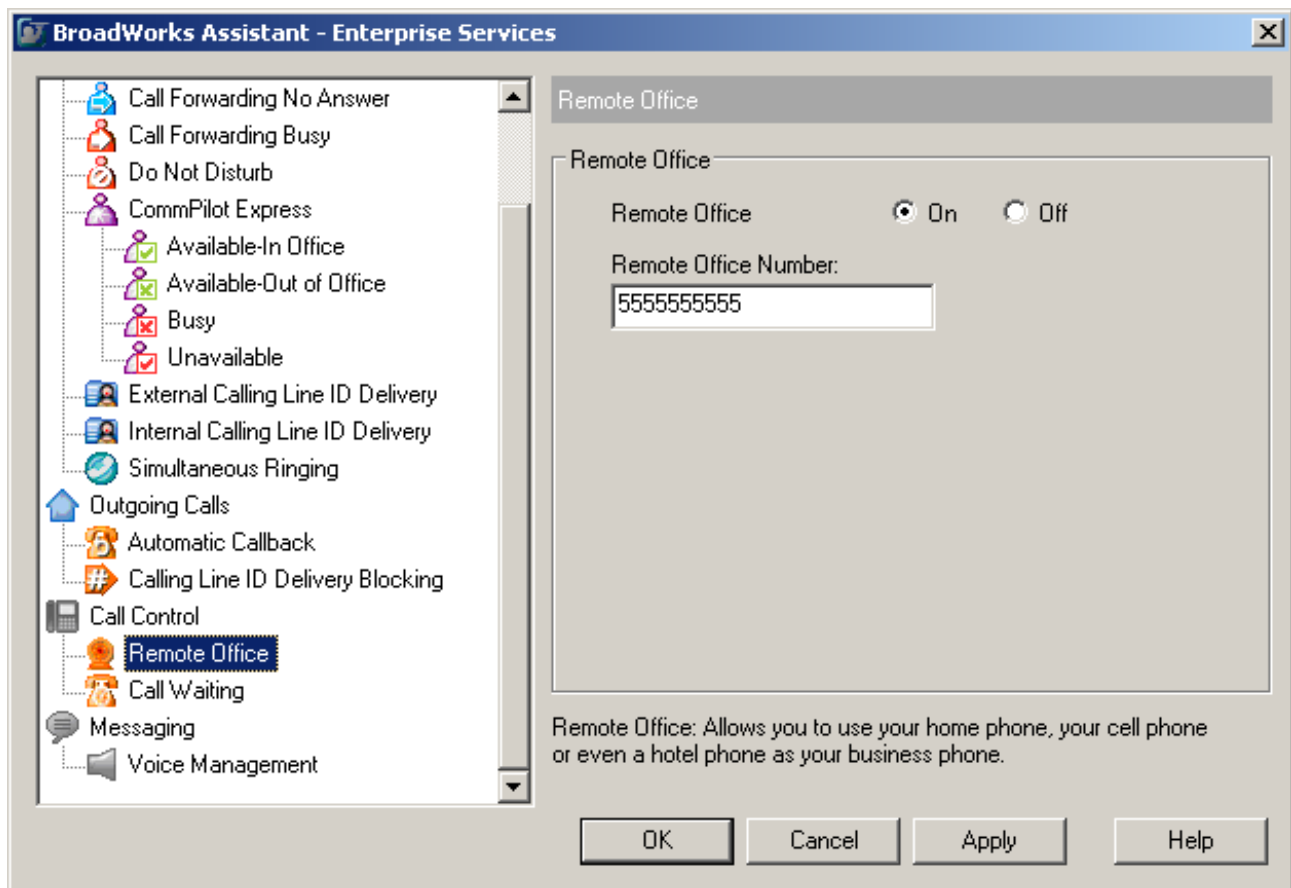 BroadWorks Assistant - Enterprise Services
Call Forwarding No Answer
Call Forwarding Busy
Do Not Disturb
CommPilot Express
Available-In Office
Available-Out of Office
Busy
Unavailable
External Calling Line ID Delivery
Internal Calling Line ID Delivery
Simultaneous Ringing
Outgoing Calls
Automatic Callback
Calling Line ID Delivery Blocking
Call Control
Remote Office
Call Waiting
Messaging
Voice Management
Remote Office
Remote Office
Remote Office On Off
Remote Office Number:
5555555555
Remote Office: Allows you to use your home phone, your cell phone
or even a hotel phone as your business phone.
OK Cancel Apply Help